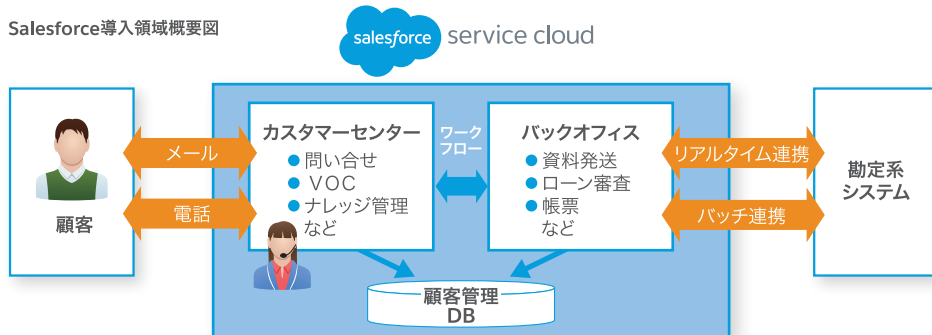 Salesforce導入領域概要図
salesforce service cloud
顧客
メール
電話
カスタマーセンター
●問い合せ
●VOC
●ナレッジ管理
など
ワーク
フロー
バックオフィス
●資料発送
●ローン審査
●帳票
など
リアルタイム連携
バッチ連携
勘定系
システム
顧客管理
DB